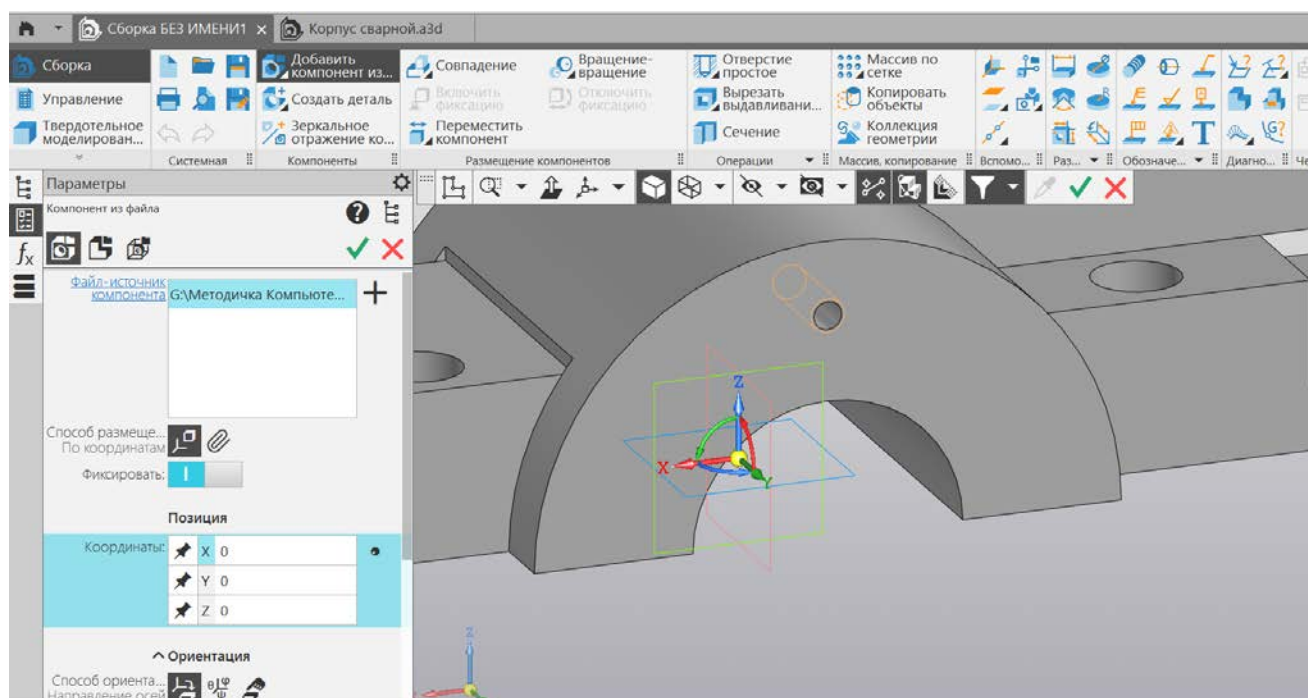 Сборка БЕЗ ИМЕНИ1
Корпус сварной.a3d
Сборка
Управление
Твердотельное
моделирован...
Системная
Добавить
компонент из...
Создать деталь
Зеркальное
отражение ко...
Компоненты
Совпадение
Включить
фиксацию
Переместить
компонент
Вращение-
вращение
Отключить
фиксацию
Размещение компонентов
Отверстие
простое
Вырезать
выдавливани...
Сечение
Операции
Массив по
сетке
Копировать
объекты
Коллекция
геометрии
Массив, копирование
Вспомо...
Раз...
Обозначе...
Диагно...
Че
Параметры
Компонент из файла
Файл-источник
компонента
G:\Методичка Компьюте...
Способ размеще...
По координатам
Фиксировать:
Позиция
Координаты:
X 0
Y 0
Z 0
Ориентация
Способ ориента...
Направление осей
Z
X
Y
Z